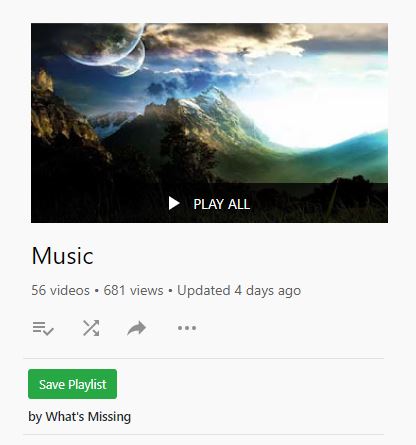 PLAY ALL
Music
56 videos • 681 views • Updated 4 days ago
Save Playlist
by What's Missing